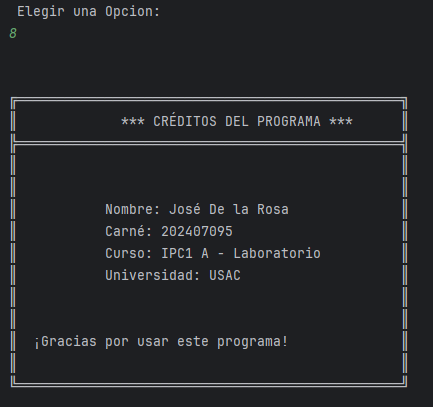 Elegir una Opcion:
8
*** CRÉDITOS DEL PROGRAMA ***
Nombre: José De la Rosa
Carné: 202407095
Curso: IPC1 A - Laboratorio
Universidad: USAC
¡Gracias por usar este programa!